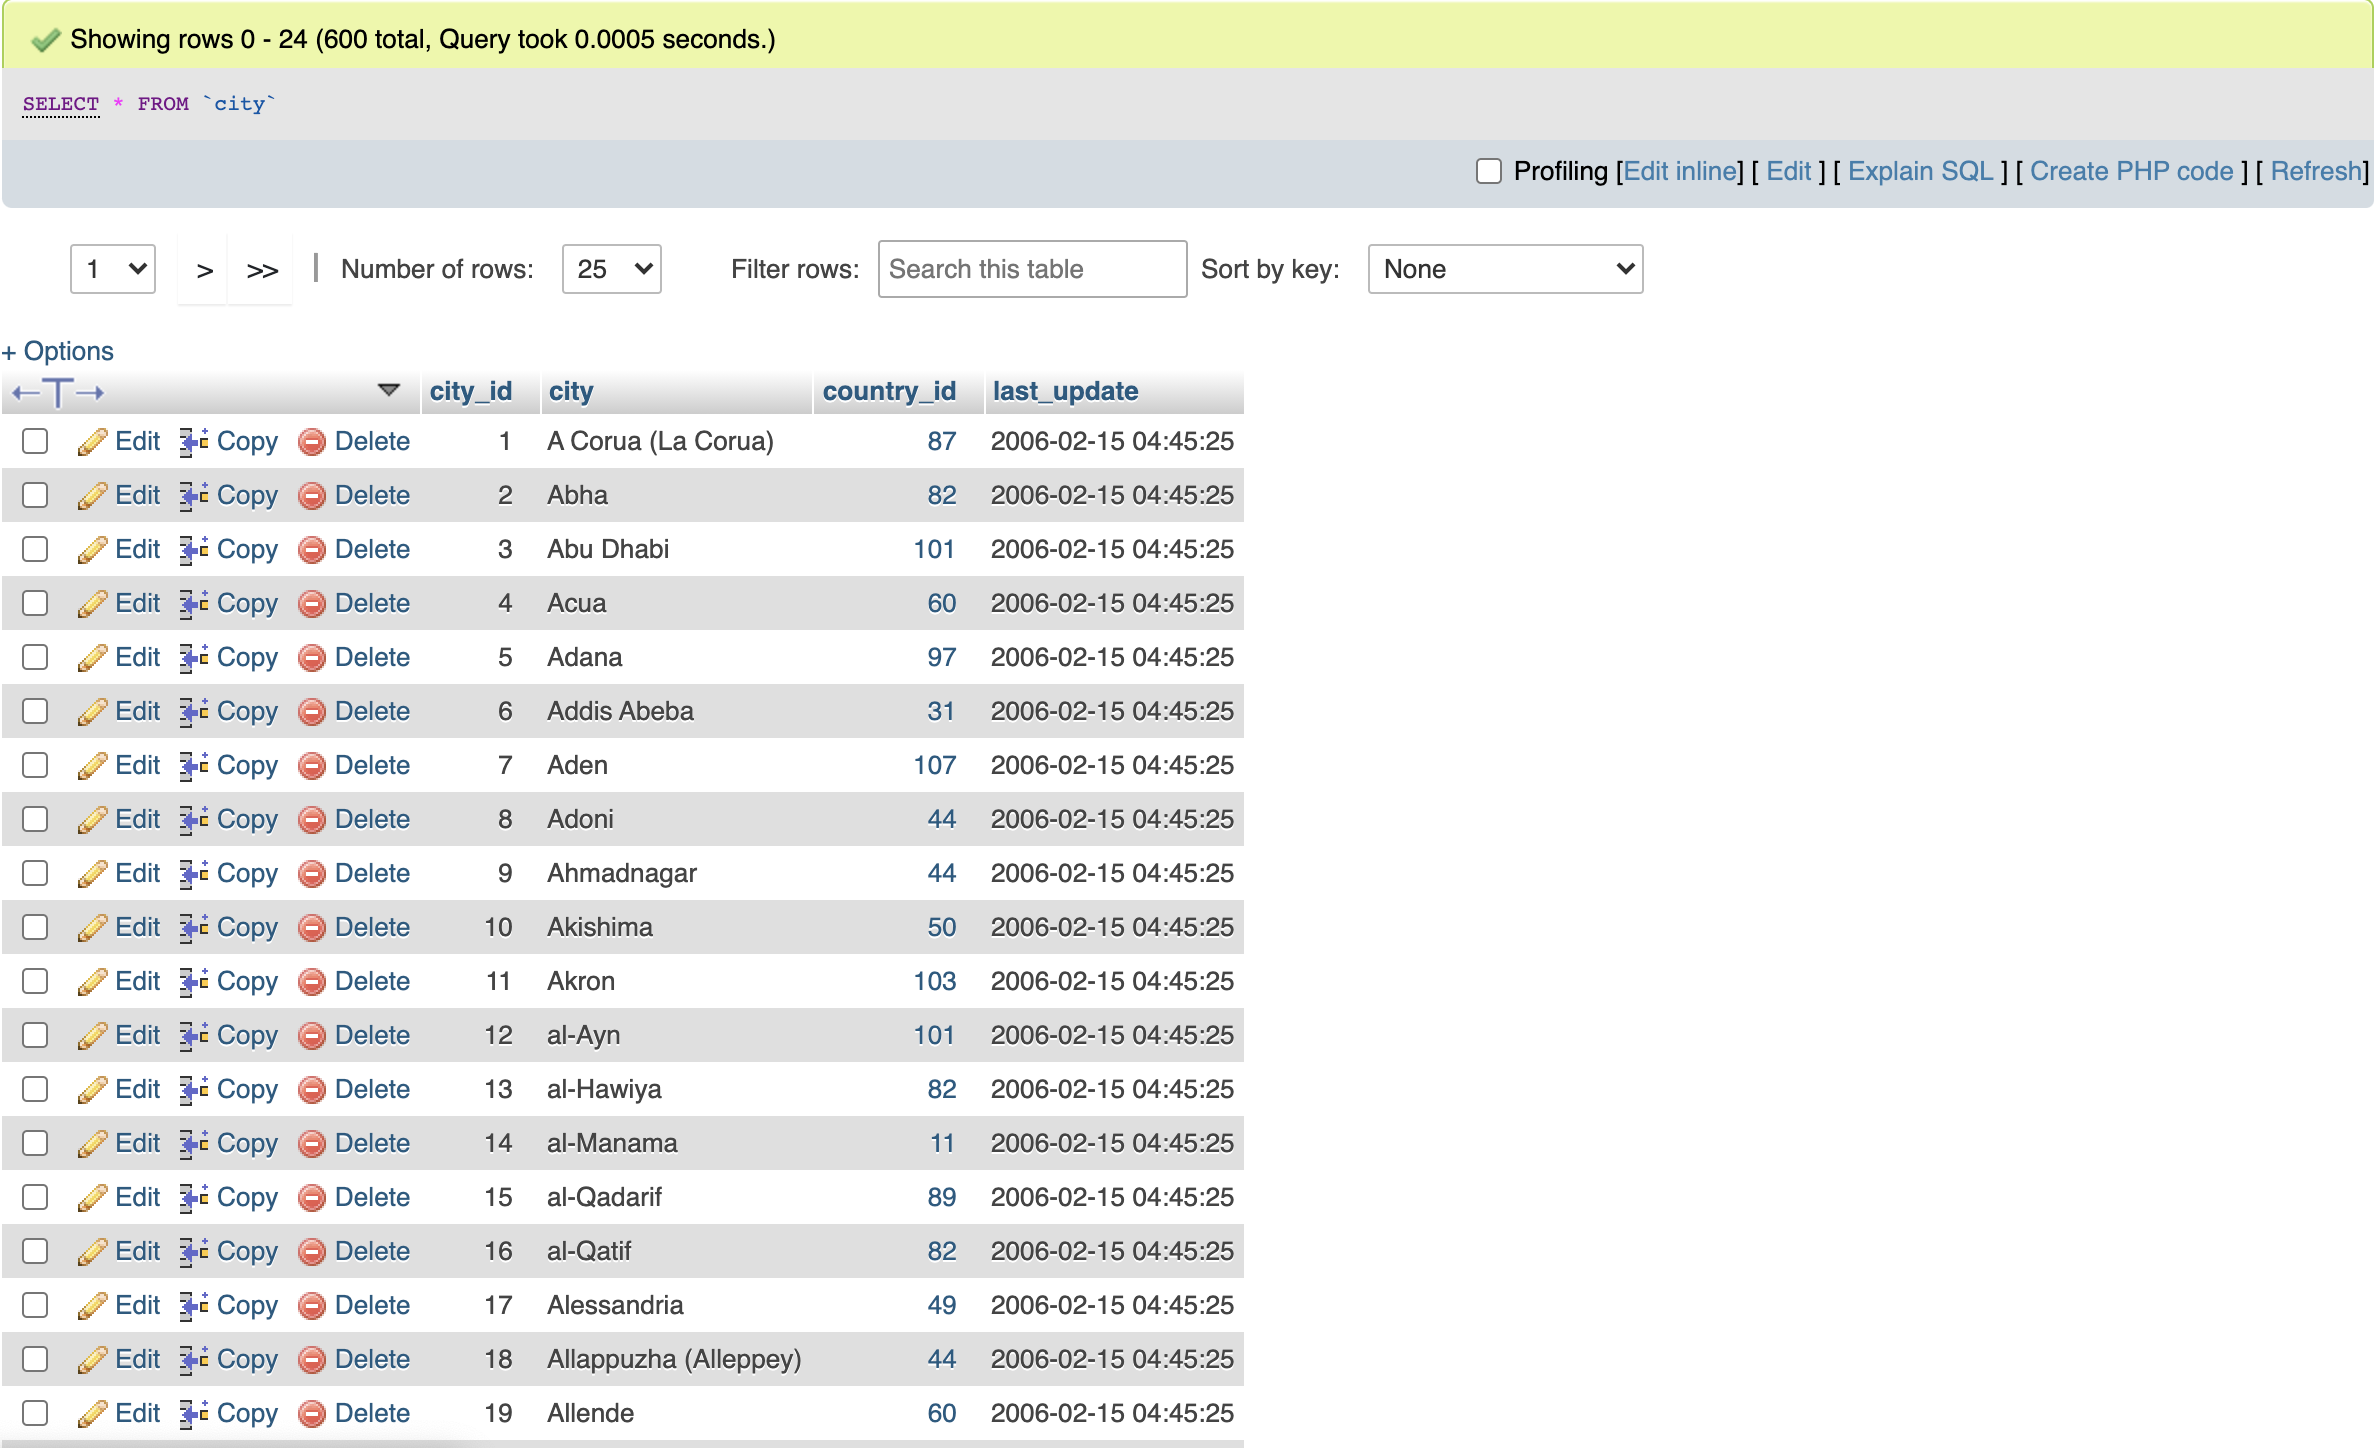 Showing rows 0 - 24 (600 total, Query took 0.0005 seconds.)
SELECT * FROM `city`
Profiling [Edit inline] [ Edit ] [ Explain SQL ] [ Create PHP code ] [ Refresh]
1 > >> | Number of rows: 25 Filter rows: Search this table Sort by key: None
+ Options
←T→ city_id city country_id last_update
Edit Copy Delete 1 A Corua (La Corua) 87 2006-02-15 04:45:25
Edit Copy Delete 2 Abha 82 2006-02-15 04:45:25
Edit Copy Delete 3 Abu Dhabi 101 2006-02-15 04:45:25
Edit Copy Delete 4 Acua 60 2006-02-15 04:45:25
Edit Copy Delete 5 Adana 97 2006-02-15 04:45:25
Edit Copy Delete 6 Addis Abeba 31 2006-02-15 04:45:25
Edit Copy Delete 7 Aden 107 2006-02-15 04:45:25
Edit Copy Delete 8 Adoni 44 2006-02-15 04:45:25
Edit Copy Delete 9 Ahmadnagar 44 2006-02-15 04:45:25
Edit Copy Delete 10 Akishima 50 2006-02-15 04:45:25
Edit Copy Delete 11 Akron 103 2006-02-15 04:45:25
Edit Copy Delete 12 al-Ayn 101 2006-02-15 04:45:25
Edit Copy Delete 13 al-Hawiya 82 2006-02-15 04:45:25
Edit Copy Delete 14 al-Manama 11 2006-02-15 04:45:25
Edit Copy Delete 15 al-Qadarif 89 2006-02-15 04:45:25
Edit Copy Delete 16 al-Qatif 82 2006-02-15 04:45:25
Edit Copy Delete 17 Alessandria 49 2006-02-15 04:45:25
Edit Copy Delete 18 Allappuzha (Alleppey) 44 2006-02-15 04:45:25
Edit Copy Delete 19 Allende 60 2006-02-15 04:45:25